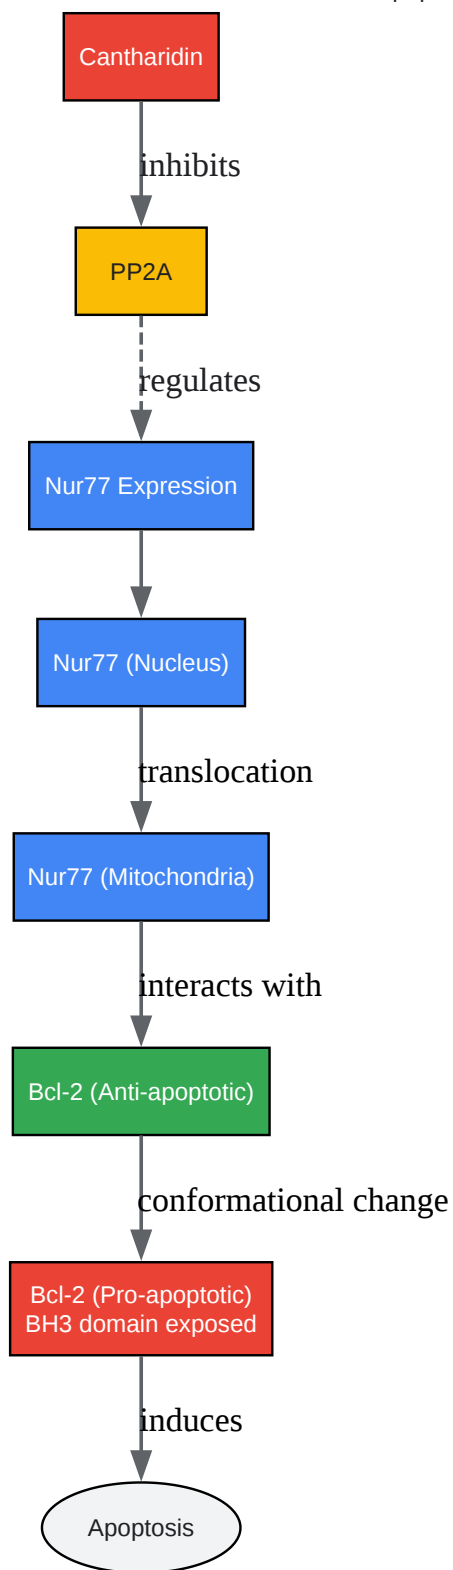 Cantharidin
inhibits
PP2A
regulates
Nur77 Expression
Nur77 (Nucleus)
translocation
Nur77 (Mitochondria)
interacts with
Bcl-2 (Anti-apoptotic)
conformational change
Bcl-2 (Pro-apoptotic)
BH3 domain exposed
induces
Apoptosis